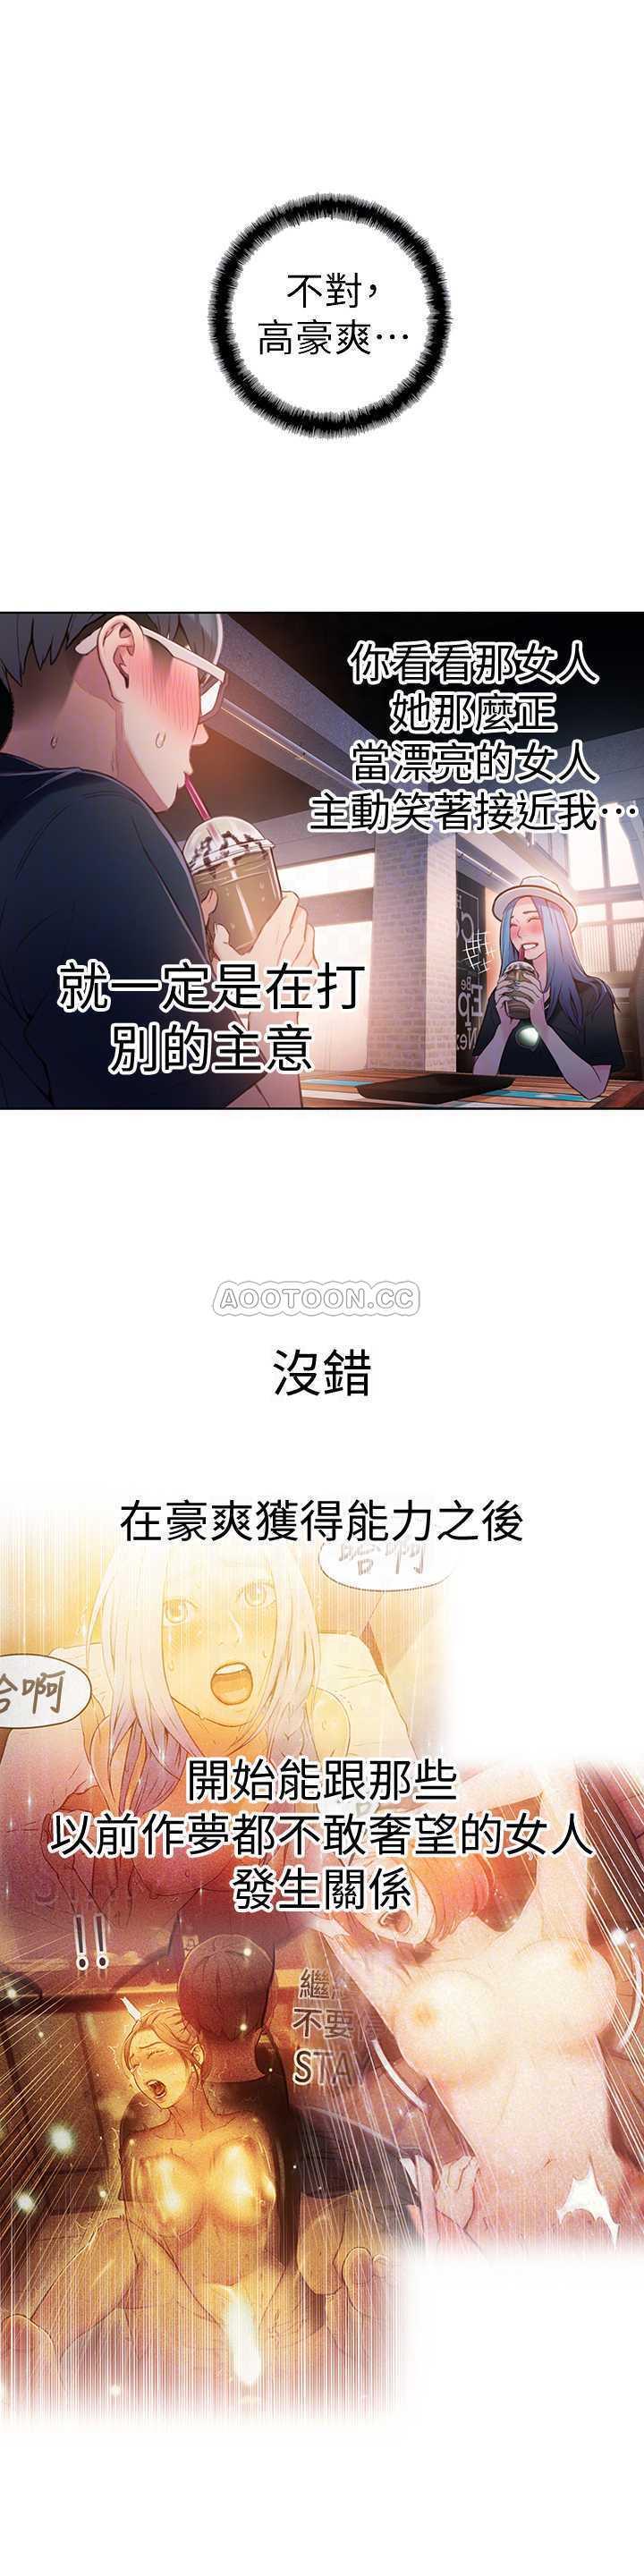 不對，
高豪爽…
你看看那女人
她那麼正
當漂亮的女人
主動笑著接近我…
就一定是在打
別的主意
AOOTOON.CC
沒錯
在豪爽獲得能力之後
哈啊
哈啊
開始能跟那些
以前作夢都不敢奢望的女人
發生關係
!!
不要